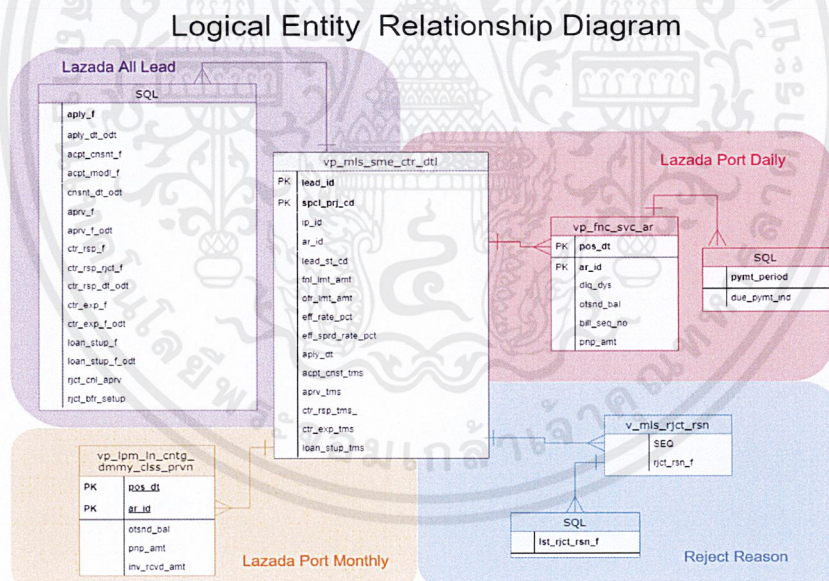 Logical Entity Relationship Diagram
Lazada All Lead
SQL
aply_f
aply_dt_odt
acpt_cnsnt_f
acpt_modl_f
cnsnt_dt_odt
aprv_f
aprv_f_odt
ctr_rsp_f
ctr_rsp_rjct_f
ctr_rsp_df_odt
ctr_exp_f
ctr_exp_f_odt
loan_stup_f
loan_stup_f_odt
rjct_cnl_aprv
rjct_bfr_setup
vp_mls_sme_ctr_dtl
PK lead_id
PK spcl_prj_cd
ip_id
ar_id
lead_st_cd
fnl_lmt_amt
ofr_lmt_amt
eff_rate_pct
eff_sprd_rate_pct
aply_dt
acpt_cnst_tms
aprv_tms
ctr_rsp_tms_
ctr_exp_tms
loan_stup_tms
Lazada Port Daily
vp_fnc_svc_ar
PK pos_dt
PK ar_id
dlq_dys
otsnd_bal
bill_seq_no
pnp_amt
SQL
pymt_period
due_pymt_ind
vp_lpm_ln_cntg_
dmmy_clss_prvn
PK pos_dt
PK ar_id
otsnd_bal
pnp_amt
inv_rcvd_amt
Lazada Port Monthly
v_mls_rjct_rsn
SEQ
rjct_rsn_f
SQL
lst_rjct_rsn_f
Reject Reason